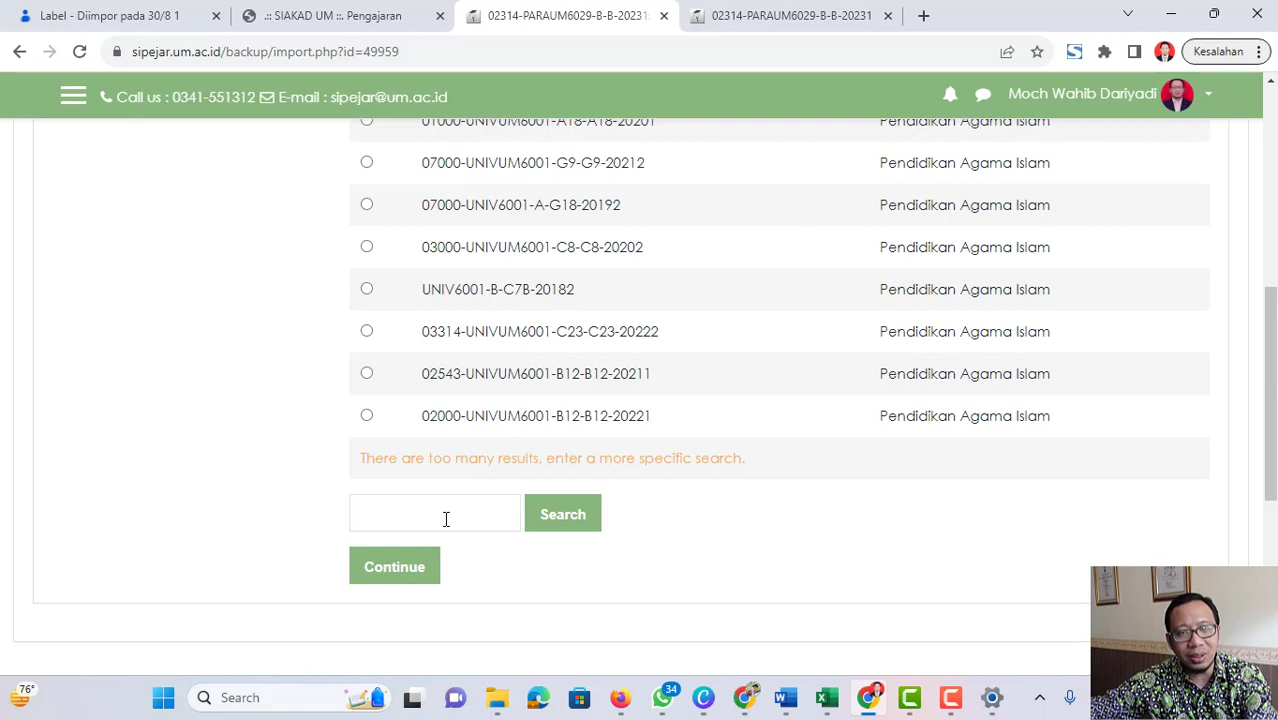 Label - Diimpor pada 30/8 1
.:: SIAKAD UM ::. Pengajaran
02314-PARAUM6029-B-B-20231
02314-PARAUM6029-B-B-20231
sipejar.um.ac.id/backup/import.php?id=49959
Kesalahan
Call us : 0341-551312 E-mail : sipejar@um.ac.id
Moch Wahib Dariyadi
01000-UNIVUM6001-A18-A18-20201 Pendidikan Agama Islam
07000-UNIVUM6001-G9-G9-20212 Pendidikan Agama Islam
07000-UNIV6001-A-G18-20192 Pendidikan Agama Islam
03000-UNIVUM6001-C8-C8-20202 Pendidikan Agama Islam
UNIV6001-B-C7B-20182 Pendidikan Agama Islam
03314-UNIVUM6001-C23-C23-20222 Pendidikan Agama Islam
02543-UNIVUM6001-B12-B12-20211 Pendidikan Agama Islam
02000-UNIVUM6001-B12-B12-20221 Pendidikan Agama Islam
There are too many results, enter a more specific search.
Search
Continue
76°
Search
34